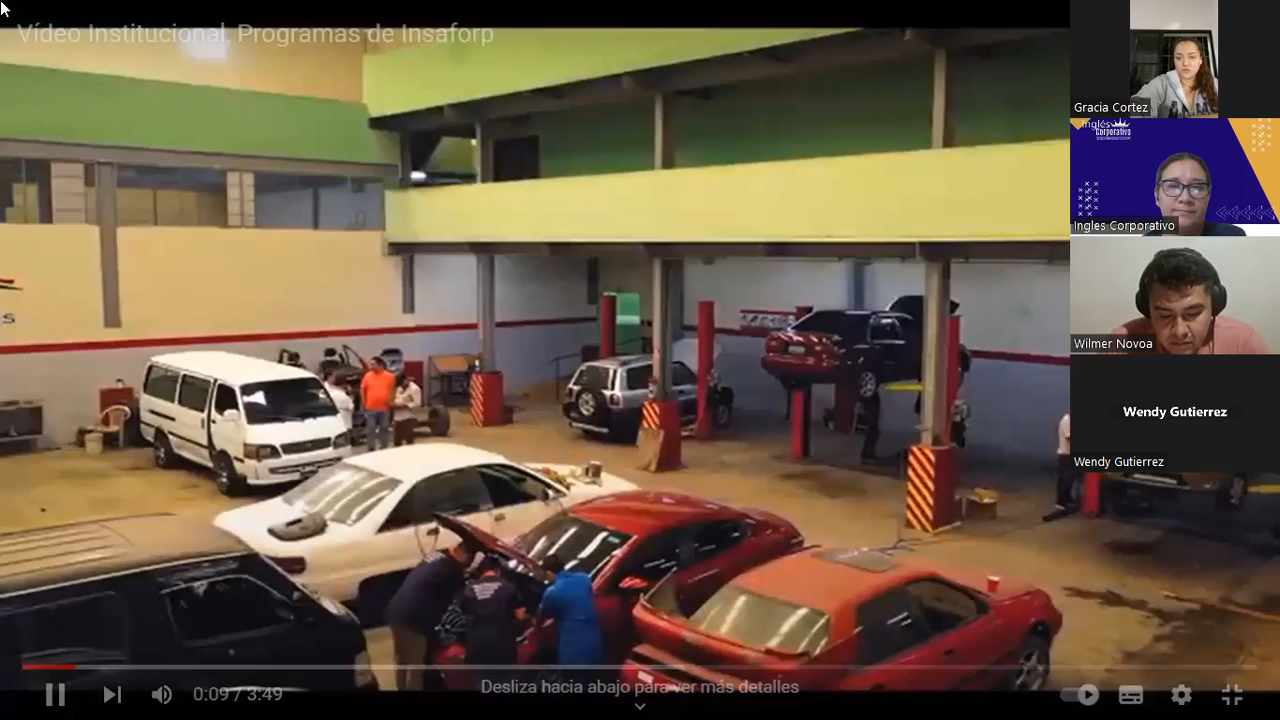 Vídeo Institucional. Programas de Insaforp
Gracia Cortez
Inglés
Corporativo
Ingles Corporativo
Wilmer Novoa
Wendy Gutierrez
Wendy Gutierrez
0:09 / 3:49
Desliza hacia abajo para ver más detalles